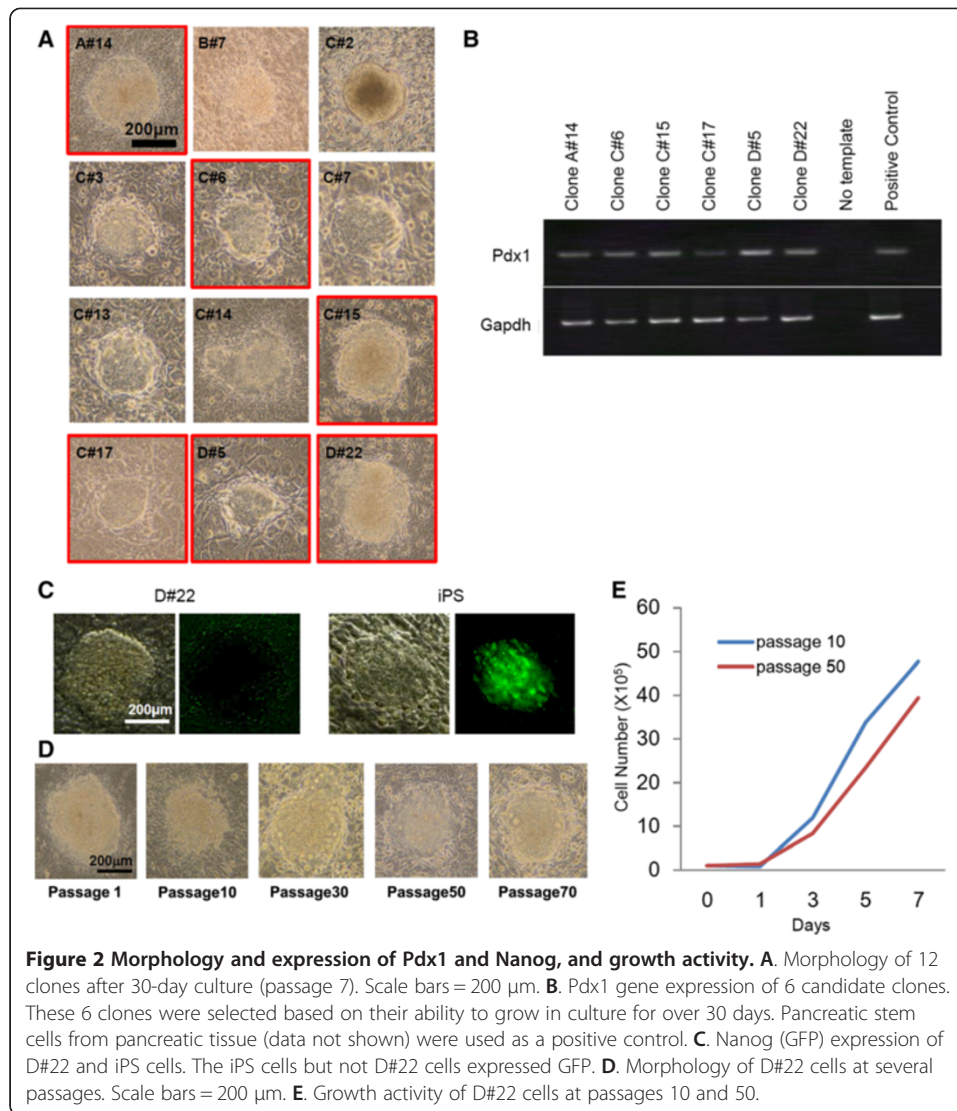 A
A#14
B#7
C#2
200µm
C#3
C#6
C#7
C#13
C#14
C#15
C#17
D#5
D#22
B
Clone A#14
Clone C#6
Clone C#15
Clone C#17
Clone D#5
Clone D#22
No template
Positive Control
Pdx1
Gapdh
C
D#22
iPS
200µm
D
200µm
Passage 1
Passage10
Passage30
Passage50
Passage70
E
60
50
40
30
20
10
0
Cell Number (X10⁵)
passage 10
passage 50
0 1 3 5 7
Days
Figure 2 Morphology and expression of Pdx1 and Nanog, and growth activity. A. Morphology of 12
clones after 30-day culture (passage 7). Scale bars = 200 μm. B. Pdx1 gene expression of 6 candidate clones.
These 6 clones were selected based on their ability to grow in culture for over 30 days. Pancreatic stem
cells from pancreatic tissue (data not shown) were used as a positive control. C. Nanog (GFP) expression of
D#22 and iPS cells. The iPS cells but not D#22 cells expressed GFP. D. Morphology of D#22 cells at several
passages. Scale bars = 200 μm. E. Growth activity of D#22 cells at passages 10 and 50.